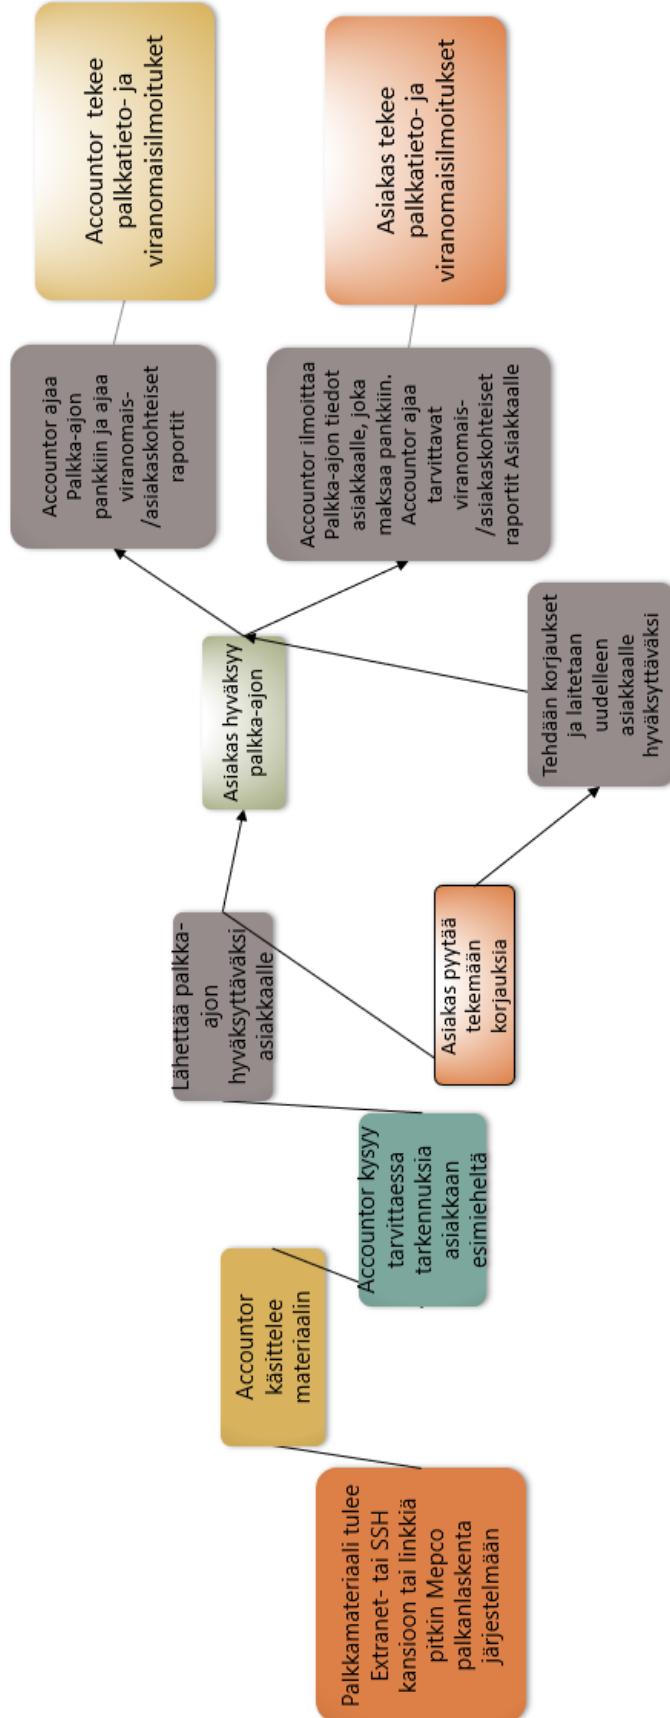 Palkkamateriaali tulee
Extranet- tai SSH
kansioon tai linkkiä
pitkin Mepco
palkanlaskenta
järjestelmään
Accountor
käsittelee
materiaalin
Accountor kysyy
tarvittaessa
tarkennuksia
asiakkaan
esimieheltä
Lähettää palkka-
ajon
hyväksyttäväksi
asiakkaalle
Asiakas pyytää
tekemään
korjauksia
Asiakas hyväksyy
palkka-ajon
Tehdään korjaukset
ja laitetaan
uudelleen
asiakkaalle
hyväksyttäväksi
Accountor ajaa
Palkka-ajon
pankkiin ja ajaa
viranomais-
/asiakaskohteiset
raportit
Accountor ilmoittaa
Palkka-ajon tiedot
asiakkaalle, joka
maksaa pankkiin.
Accountor ajaa
tarvittavat
viranomais-
/asiakaskohteiset
raportit Asiakkaalle
Accountor tekee
palkkatieto- ja
viranomaisilmoituket
Asiakas tekee
palkkatieto- ja
viranomaisilmoitukset